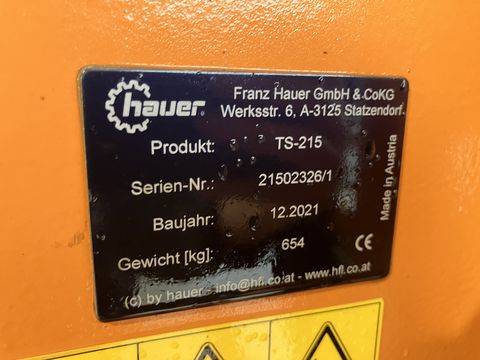 hauer
Franz Hauer GmbH & CoKG
Werksstr. 6, A-3125 Statzendorf
Produkt: TS-215
Serien-Nr.: 21502326/1
Baujahr: 12.2021
Gewicht [kg]: 654
Made in Austria
CE
(c) by hauer - info@hfl.co.at - www.hfl.co.at